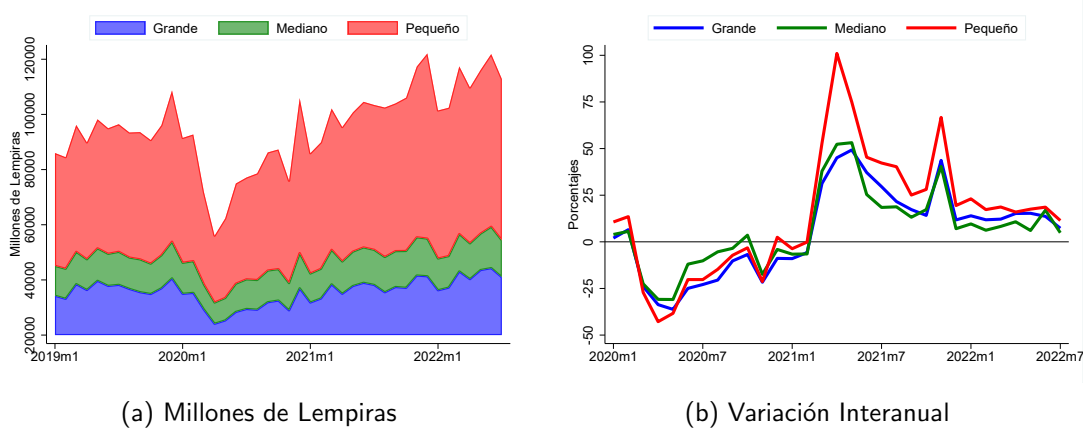 Grande Mediano Pequeño
Millones de Lempiras
120000
100000
80000
60000
40000
20000
2019m1 2020m1 2021m1 2022m1
(a) Millones de Lempiras
Grande Mediano Pequeño
Porcentajes
100
75
50
25
0
-25
-50
2020m1 2020m7 2021m1 2021m7 2022m1 2022m7
(b) Variación Interanual